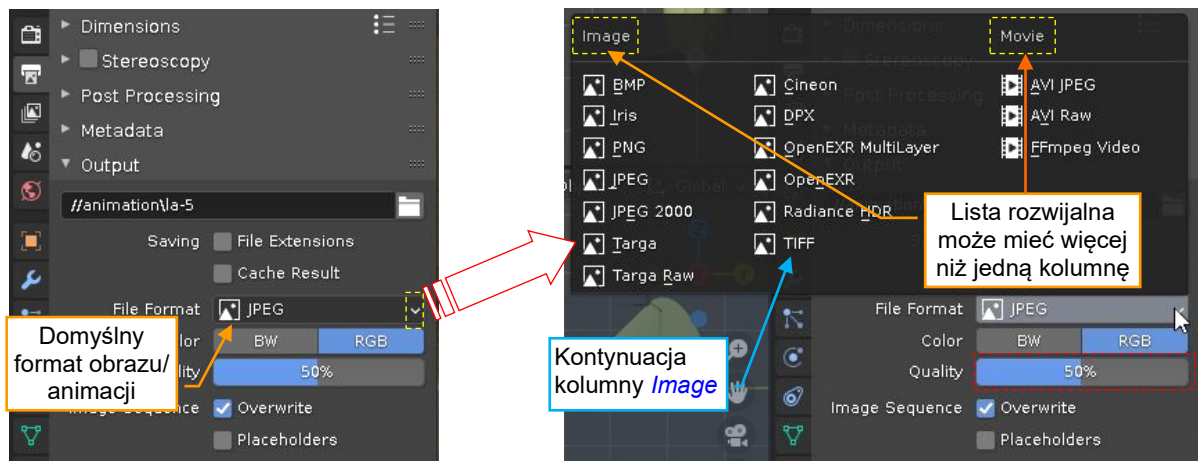 Dimensions
Stereoscopy
Post Processing
Metadata
Output
//animation\la-5
Saving File Extensions
Cache Result
File Format JPEG
Color BW RGB
Quality 50%
Image Sequence Overwrite
Placeholders
Domyślny
format obrazu/
animacji
Image Movie
BMP Cineon AVI JPEG
Iris DPX AVI Raw
PNG OpenEXR MultiLayer FFmpeg Video
JPEG OpenEXR
JPEG 2000 Radiance HDR
Targa TIFF
Targa Raw
Lista rozwijalna
może mieć więcej
niż jedną kolumnę
Kontynuacja
kolumny Image
File Format JPEG
Color BW RGB
Quality 50%
Image Sequence Overwrite
Placeholders